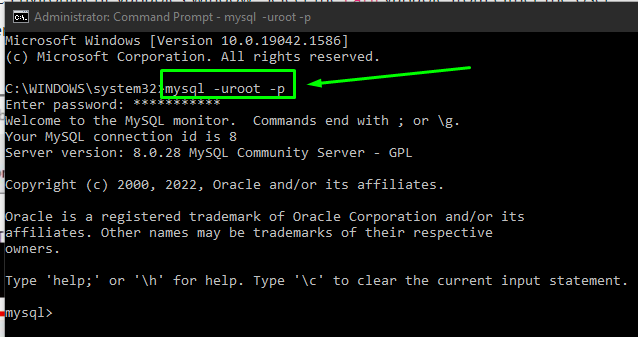 Administrator: Command Prompt - mysql -uroot -p
Microsoft Windows [Version 10.0.19042.1586]
(c) Microsoft Corporation. All rights reserved.
C:\WINDOWS\system32>mysql -uroot -p
Enter password: ***********
Welcome to the MySQL monitor.  Commands end with ; or \g.
Your MySQL connection id is 8
Server version: 8.0.28 MySQL Community Server - GPL
Copyright (c) 2000, 2022, Oracle and/or its affiliates.
Oracle is a registered trademark of Oracle Corporation and/or its
affiliates. Other names may be trademarks of their respective
owners.
Type 'help;' or '\h' for help. Type '\c' to clear the current input statement.
mysql>